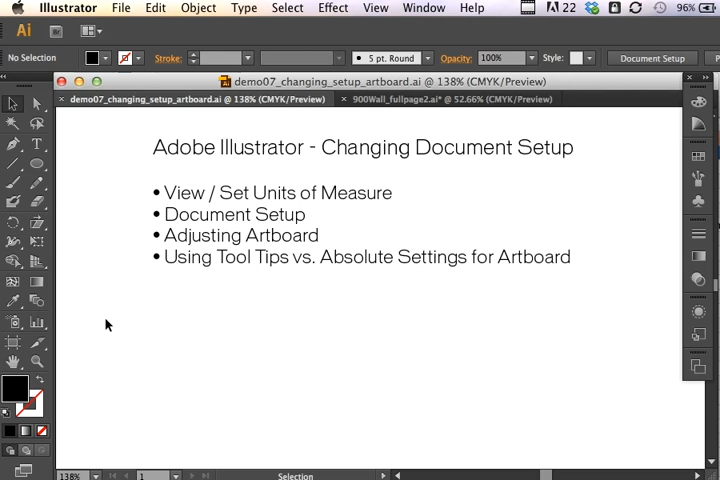 Illustrator File Edit Object Type Select Effect View Window Help 22 96%
Ai Br
No Selection Stroke: 5 pt. Round Opacity: 100% Style: Document Setup
demo07_changing_setup_artboard.ai @ 138% (CMYK/Preview)
× demo07_changing_setup_artboard.ai @ 138% (CMYK/Preview) × 900Wall_fullpage2.ai* @ 52.66% (CMYK/Preview)
Adobe Illustrator - Changing Document Setup
• View / Set Units of Measure
• Document Setup
• Adjusting Artboard
• Using Tool Tips vs. Absolute Settings for Artboard
138% 1 Selection